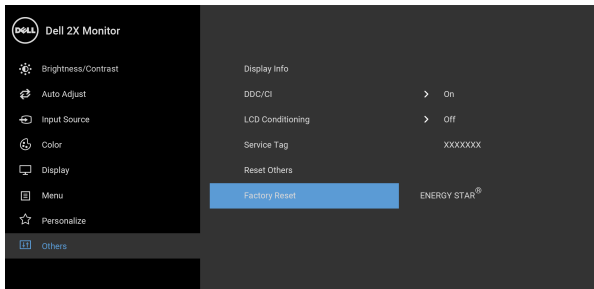 DELL Dell 2X Monitor
Brightness/Contrast
Auto Adjust
Input Source
Color
Display
Menu
Personalize
Others
Display Info
DDC/CI > On
LCD Conditioning > Off
Service Tag XXXXXXX
Reset Others
Factory Reset ENERGY STAR®